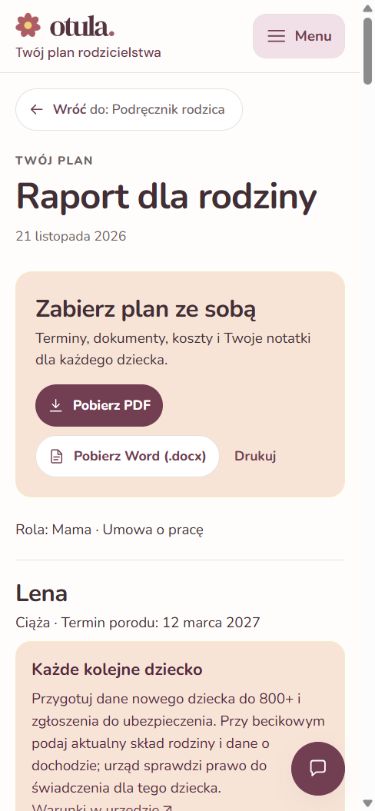 otula.
Twój plan rodzicielstwa
Menu
Wróć do: Podręcznik rodzica
TWÓJ PLAN
Raport dla rodziny
21 listopada 2026
Zabierz plan ze sobą
Terminy, dokumenty, koszty i Twoje notatki
dla każdego dziecka.
Pobierz PDF
Pobierz Word (.docx)
Drukuj
Rola: Mama · Umowa o pracę
Lena
Ciąża · Termin porodu: 12 marca 2027
Każde kolejne dziecko
Przygotuj dane nowego dziecka do 800+ i
zgłoszenia do ubezpieczenia. Przy becikowym
podaj aktualny skład rodziny i dane o
dochodzie; urząd sprawdzi prawo do
świadczenia dla tego dziecka.
Warunki w urzędzie ↗